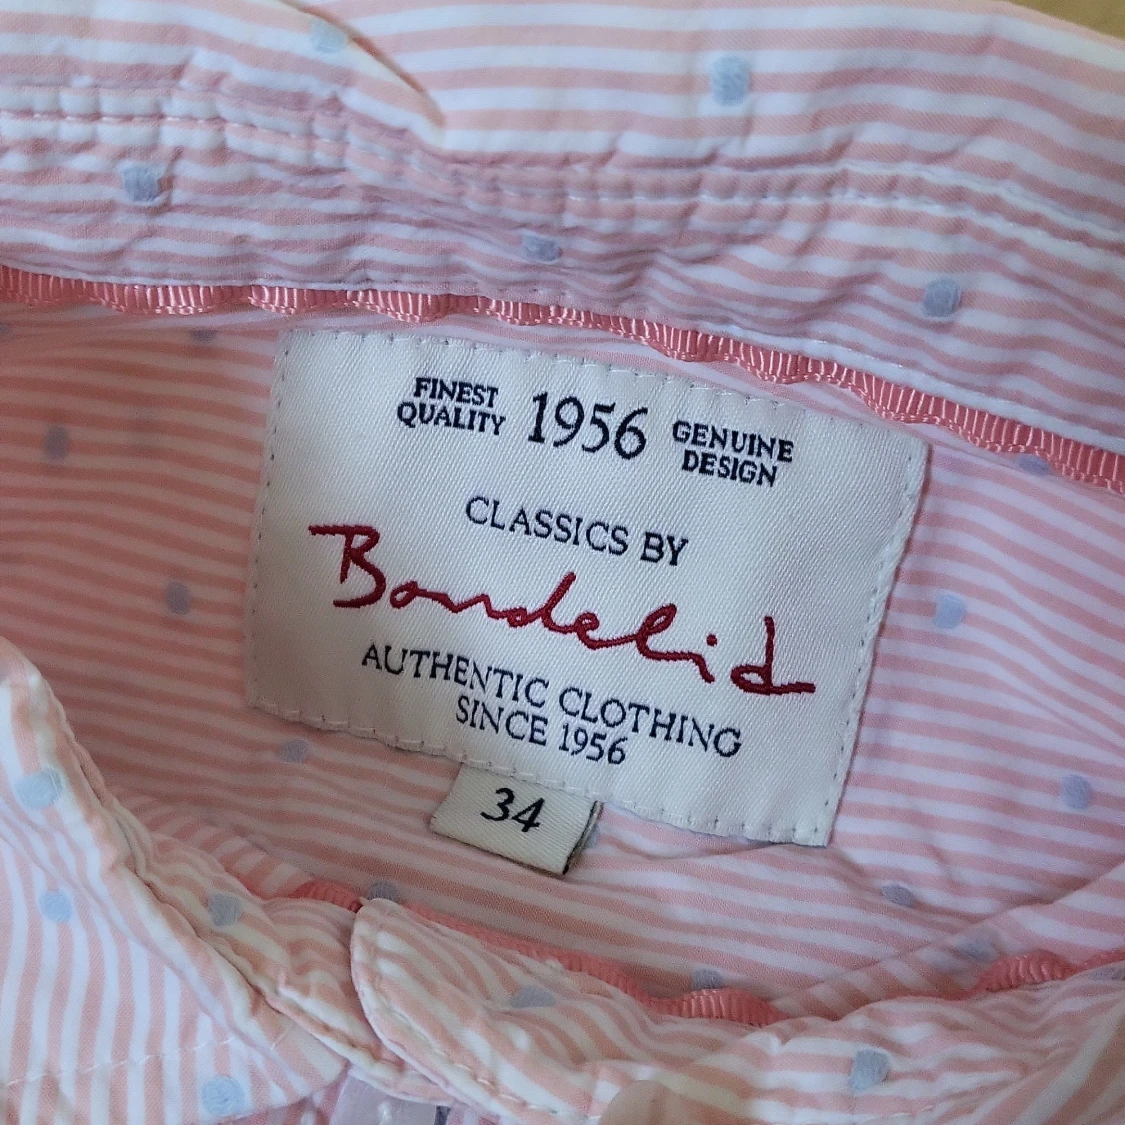 FINEST
QUALITY
1956
GENUINE
DESIGN
CLASSICS BY
Bondelid
AUTHENTIC CLOTHING
SINCE 1956
34